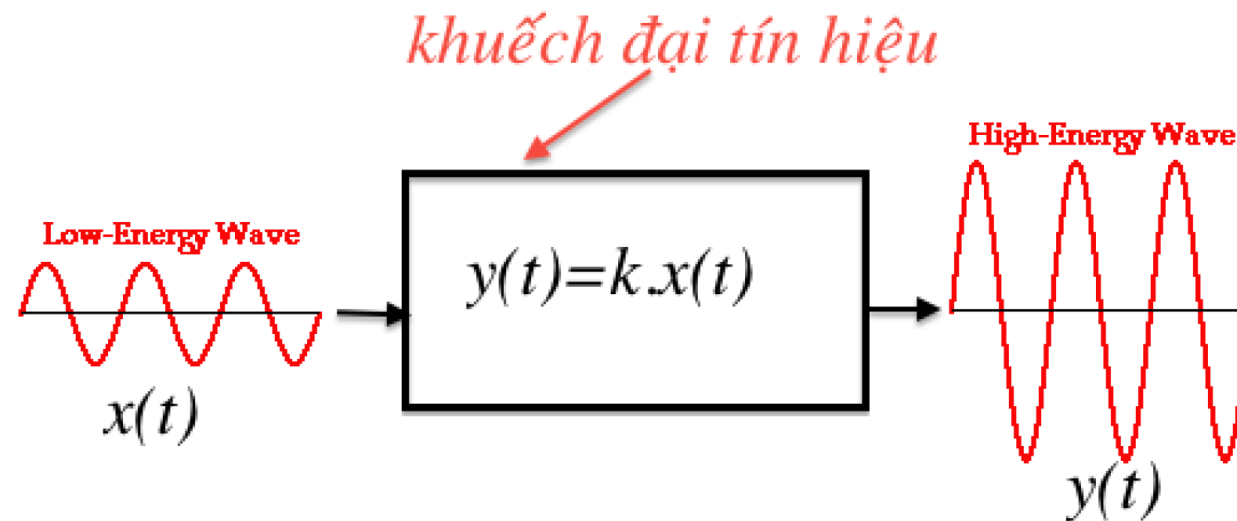 khuếch đại tín hiệu
High-Energy Wave
Low-Energy Wave
y(t)=k.x(t)
x(t)
y(t)